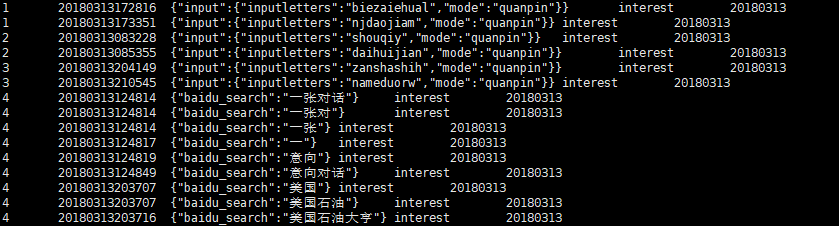 1 20180313172816 {"input":{"inputletters":"biezaiehual","mode":"quanpin"}} interest 20180313
1 20180313173351 {"input":{"inputletters":"njdaojiam","mode":"quanpin"}} interest 20180313
2 20180313083228 {"input":{"inputletters":"shouqiy","mode":"quanpin"}} interest 20180313
2 20180313085355 {"input":{"inputletters":"daihuijian","mode":"quanpin"}} interest 20180313
3 20180313204149 {"input":{"inputletters":"zanshashih","mode":"quanpin"}} interest 20180313
3 20180313210545 {"input":{"inputletters":"nameduorw","mode":"quanpin"}} interest 20180313
4 20180313124814 {"baidu_search":"一张对话"} interest 20180313
4 20180313124814 {"baidu_search":"一张对"} interest 20180313
4 20180313124814 {"baidu_search":"一张"} interest 20180313
4 20180313124817 {"baidu_search":"一"} interest 20180313
4 20180313124819 {"baidu_search":"意向"} interest 20180313
4 20180313124849 {"baidu_search":"意向对话"} interest 20180313
4 20180313203707 {"baidu_search":"美国"} interest 20180313
4 20180313203707 {"baidu_search":"美国石油"} interest 20180313
4 20180313203716 {"baidu_search":"美国石油大亨"} interest 20180313